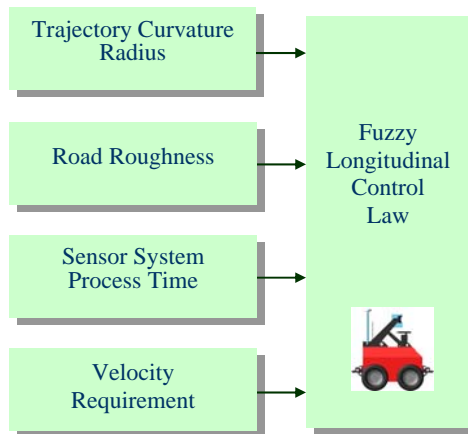 Trajectory Curvature
Radius
Road Roughness
Sensor System
Process Time
Velocity
Requirement
Fuzzy
Longitudinal
Control
Law